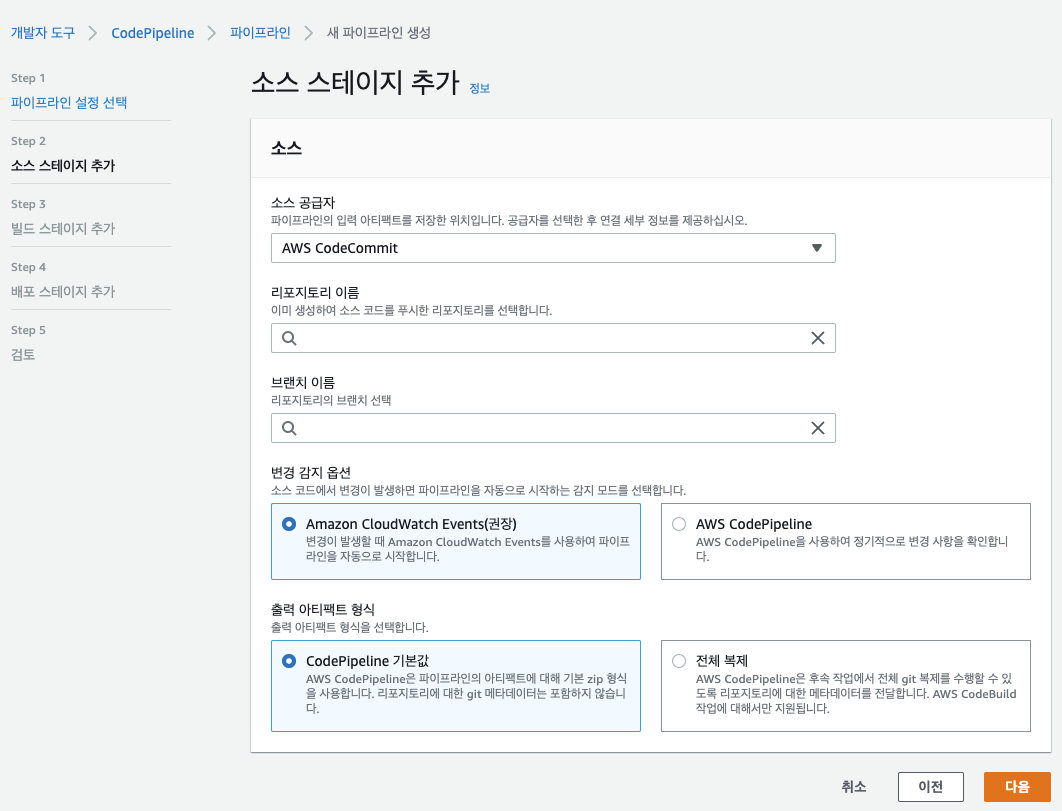 개발자 도구 > CodePipeline > 파이프라인 > 새 파이프라인 생성
Step 1
파이프라인 설정 선택
Step 2
소스 스테이지 추가
Step 3
빌드 스테이지 추가
Step 4
배포 스테이지 추가
Step 5
검토
소스 스테이지 추가 정보
소스
소스 공급자
파이프라인의 입력 아티팩트를 저장한 위치입니다. 공급자를 선택한 후 연결 세부 정보를 제공하십시오.
AWS CodeCommit
리포지토리 이름
이미 생성하여 소스 코드를 푸시한 리포지토리를 선택합니다.
브랜치 이름
리포지토리의 브랜치 선택
변경 감지 옵션
소스 코드에서 변경이 발생하면 파이프라인을 자동으로 시작하는 감지 모드를 선택합니다.
Amazon CloudWatch Events(권장)
변경이 발생할 때 Amazon CloudWatch Events를 사용하여 파이프
라인을 자동으로 시작합니다.
AWS CodePipeline
AWS CodePipeline을 사용하여 정기적으로 변경 사항을 확인합니
다.
출력 아티팩트 형식
출력 아티팩트 형식을 선택합니다.
CodePipeline 기본값
AWS CodePipeline은 파이프라인의 아티팩트에 대해 기본 zip 형식
을 사용합니다. 리포지토리에 대한 git 메타데이터는 포함하지 않습니
다.
전체 복제
AWS CodePipeline은 후속 작업에서 전체 git 복제를 수행할 수 있
도록 리포지토리에 대한 메타데이터를 전달합니다. AWS CodeBuild
작업에 대해서만 지원됩니다.
취소 이전 다음